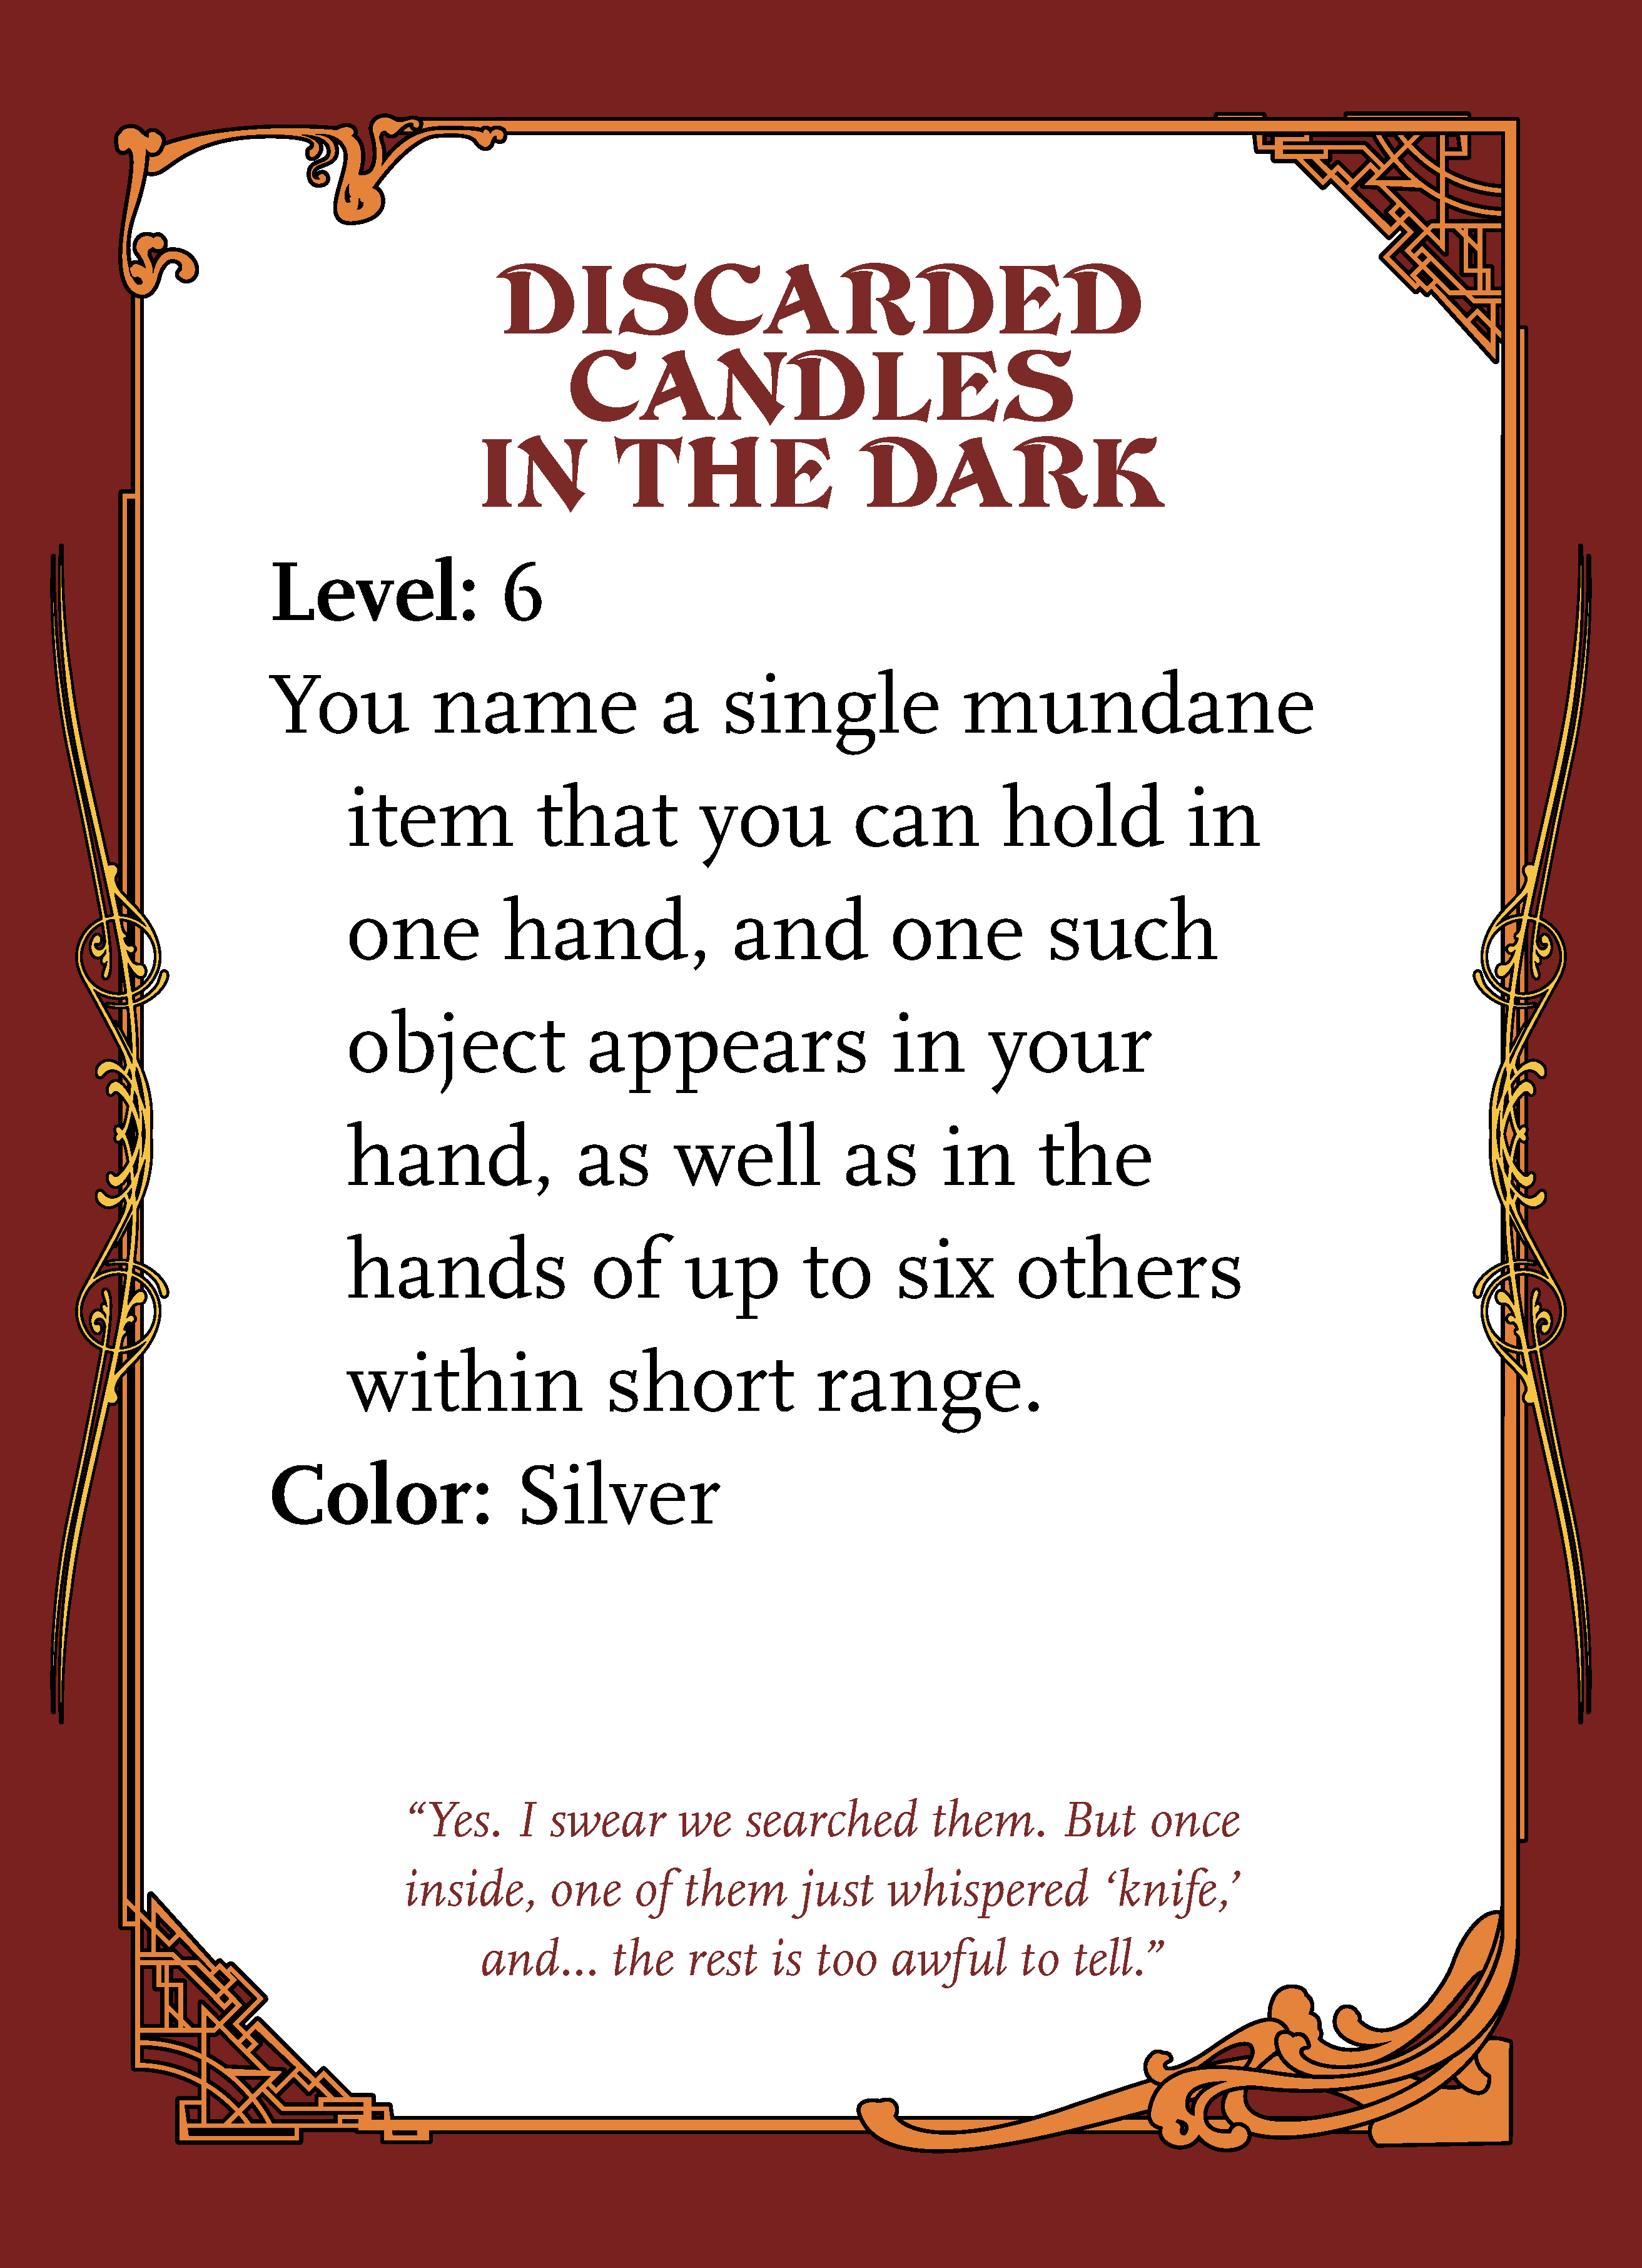 DISCARDED
CANDLES
IN THE DARK
Level: 6
You name a single mundane
item that you can hold in
one hand, and one such
object appears in your
hand, as well as in the
hands of up to six others
within short range.
Color: Silver
“Yes. I swear we searched them. But once
inside, one of them just whispered ‘knife,’
and... the rest is too awful to tell.”